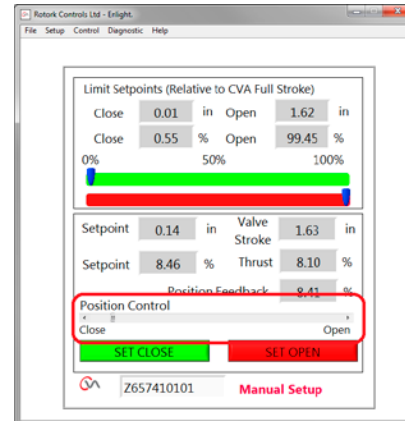 Rotork Controls Ltd - Enlight.
File Setup Control Diagnostic Help
Limit Setpoints (Relative to CVA Full Stroke)
Close 0.01 in Open 1.62 in
Close 0.55 % Open 99.45 %
0% 50% 100%
Setpoint 0.14 in Valve Stroke 1.63 in
Setpoint 8.46 % Thrust 8.10 %
Position Feedback 8.41 %
Position Control
Close Open
SET CLOSE SET OPEN
CVA Z657410101 Manual Setup